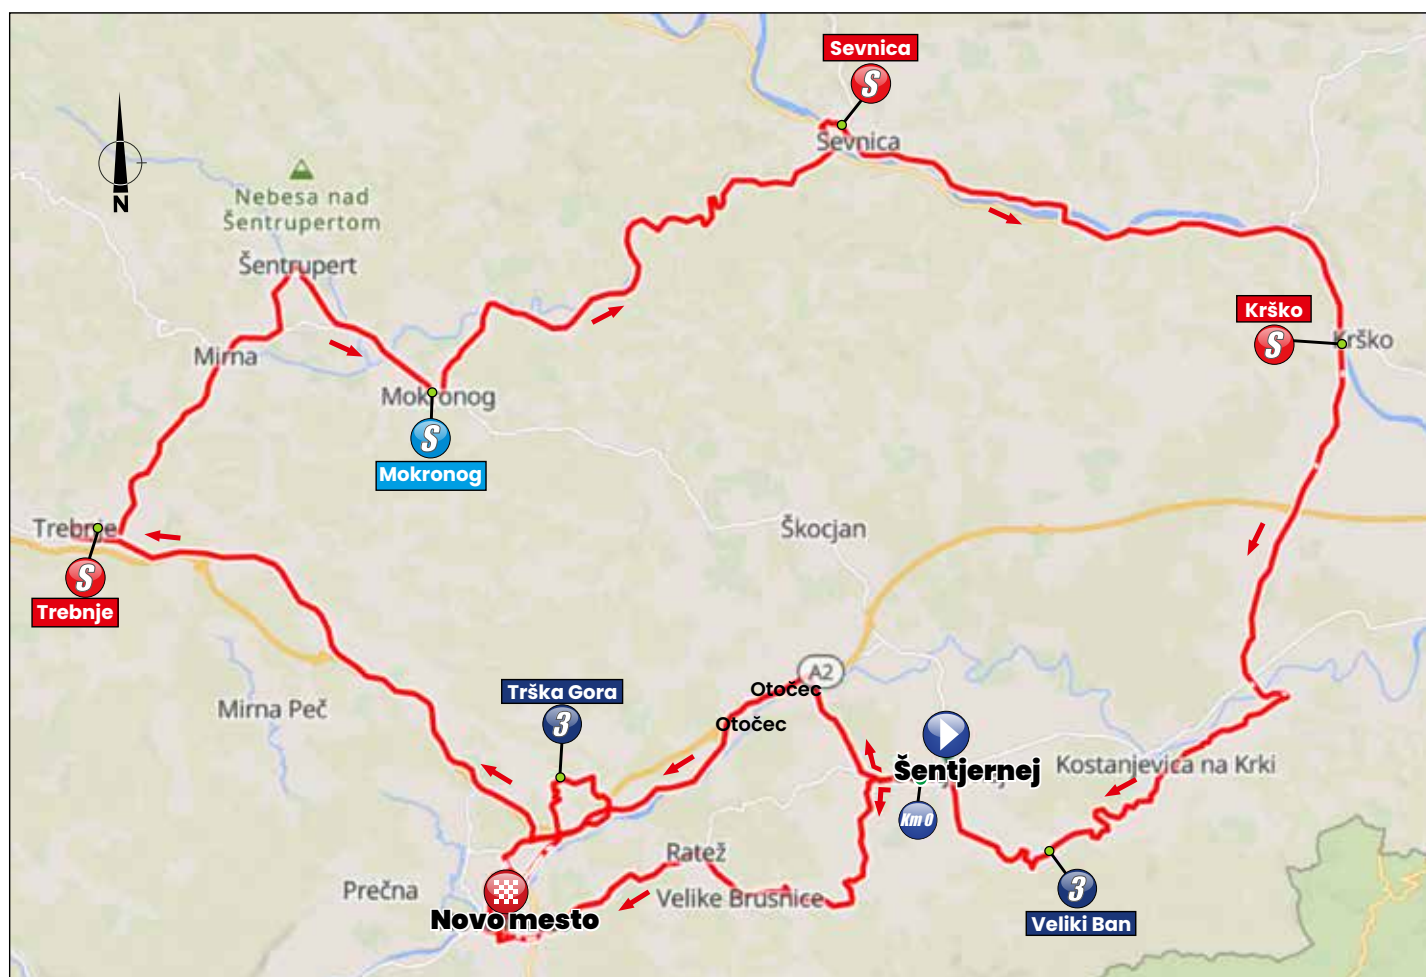 Sevnica
S
Sevnica
N
Nebesa nad
Šentrupertom
Šentrupert
Krško
S
Krško
Mirna
Mokronog
S
Mokronog
Trebnje
S
Trebnje
Škocjan
A2
Otočec
Otočec
Trška Gora
3
Mirna Peč
Šentjernej
Kostanjevica na Krki
Km 0
Ratež
Velike Brusnice
Prečna
Novo mesto
3
Veliki Ban